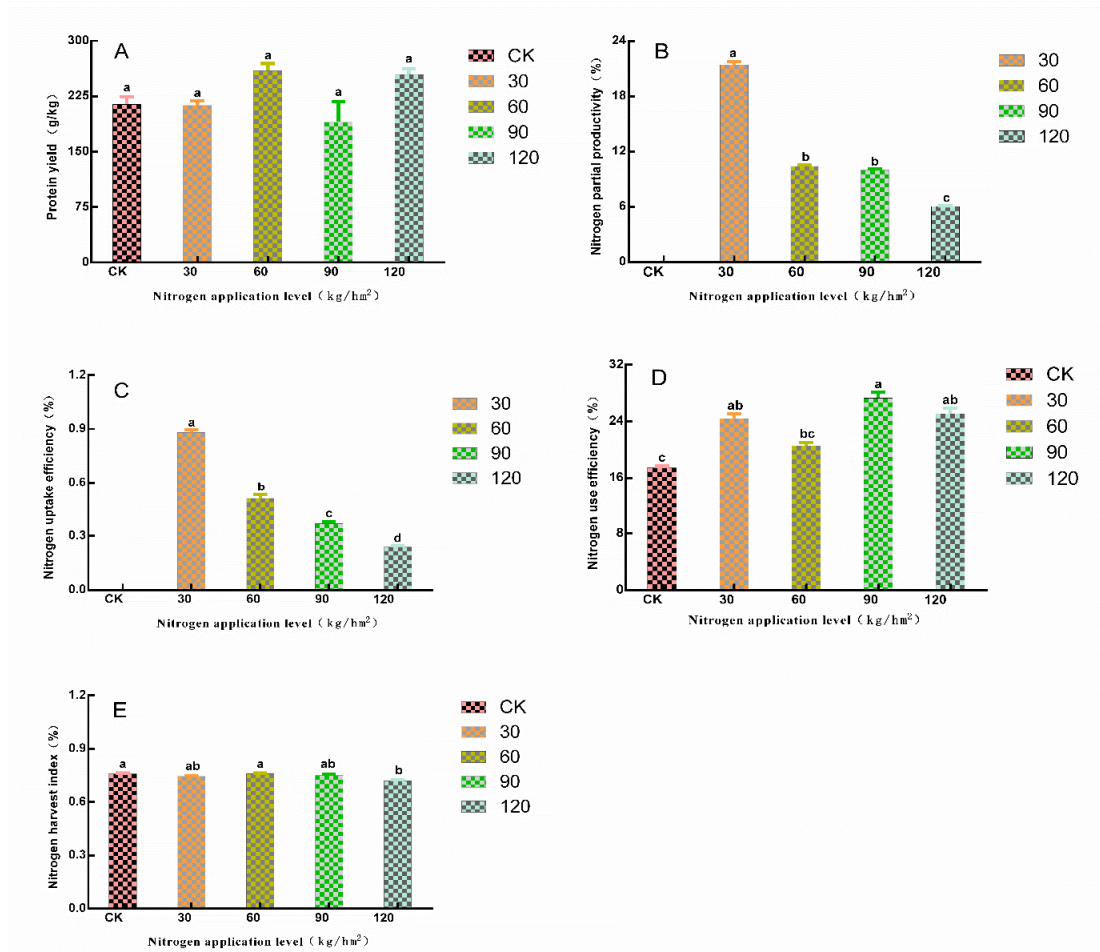 A
Protein yield（g/kg）
300
225
150
75
0
a
a
a
a
a
CK
30
60
90
120
Nitrogen application level（kg/hm²）
CK
30
60
90
120
B
Nitrogen partial productivity（%）
24
18
12
6
0
a
b
b
c
CK
30
60
90
120
Nitrogen application level（kg/hm²）
30
60
90
120
C
Nitrogen uptake efficiency（%）
1.2
0.9
0.6
0.3
0.0
a
b
c
d
CK
30
60
90
120
Nitrogen application level（kg/hm²）
30
60
90
120
D
Nitrogen use efficiency（%）
32
24
16
8
0
c
ab
bc
a
ab
CK
30
60
90
120
Nitrogen application level（kg/hm²）
CK
30
60
90
120
E
Nitrogen harvest index（%）
1.2
0.9
0.6
0.3
0.0
a
ab
a
ab
b
CK
30
60
90
120
Nitrogen application level（kg/hm²）
CK
30
60
90
120